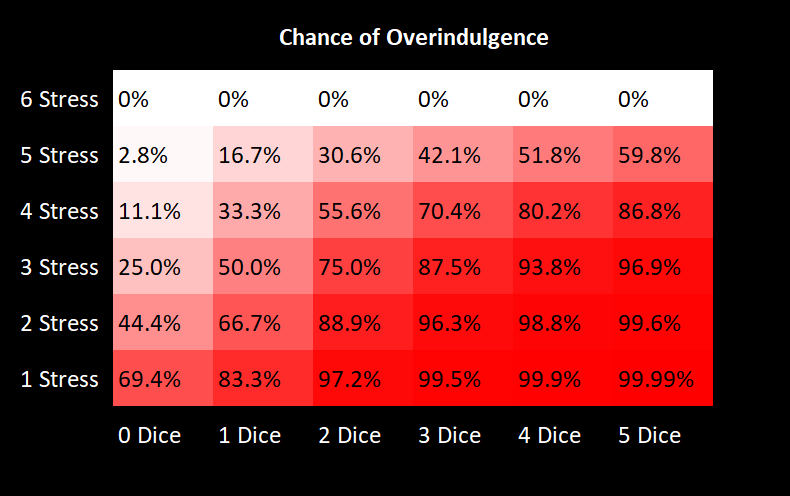 Chance of Overindulgence
6 Stress 0% 0% 0% 0% 0% 0%
5 Stress 2.8% 16.7% 30.6% 42.1% 51.8% 59.8%
4 Stress 11.1% 33.3% 55.6% 70.4% 80.2% 86.8%
3 Stress 25.0% 50.0% 75.0% 87.5% 93.8% 96.9%
2 Stress 44.4% 66.7% 88.9% 96.3% 98.8% 99.6%
1 Stress 69.4% 83.3% 97.2% 99.5% 99.9% 99.99%
0 Dice 1 Dice 2 Dice 3 Dice 4 Dice 5 Dice